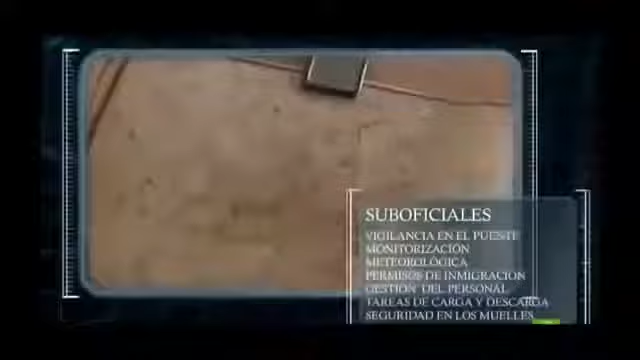 SUBOFICIALES
VIGILANCIA EN EL PUENTE
MONITORIZACIÓN
METEOROLÓGICA
PERMISOS DE INMIGRACIÓN
GESTIÓN DEL PERSONAL
TAREAS DE CARGA Y DESCARGA
SEGURIDAD EN LOS MUELLES